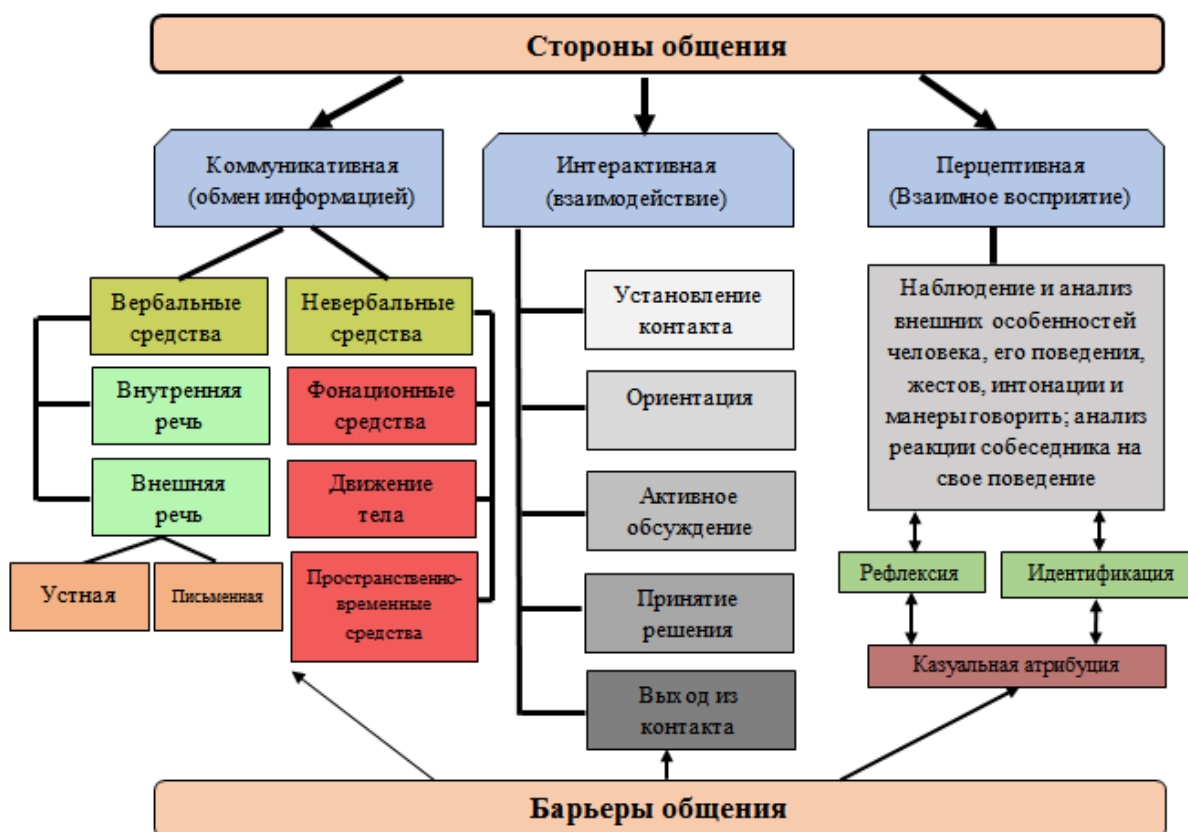 Стороны общения
Коммуникативная
(обмен информацией)
Интерактивная
(взаимодействие)
Перцептивная
(Взаимное восприятие)
Вербальные
средства
Невербальные
средства
Внутренняя
речь
Фонационные
средства
Внешняя
речь
Движение
тела
Устная
Письменная
Пространственно-
временные
средства
Установление
контакта
Ориентация
Активное
обсуждение
Принятие
решения
Выход из
контакта
Наблюдение и анализ
внешних особенностей
человека, его поведения,
жестов, интонации и
манеры говорить; анализ
реакции собеседника на
свое поведение
Рефлексия
Идентификация
Казуальная атрибуция
Барьеры общения